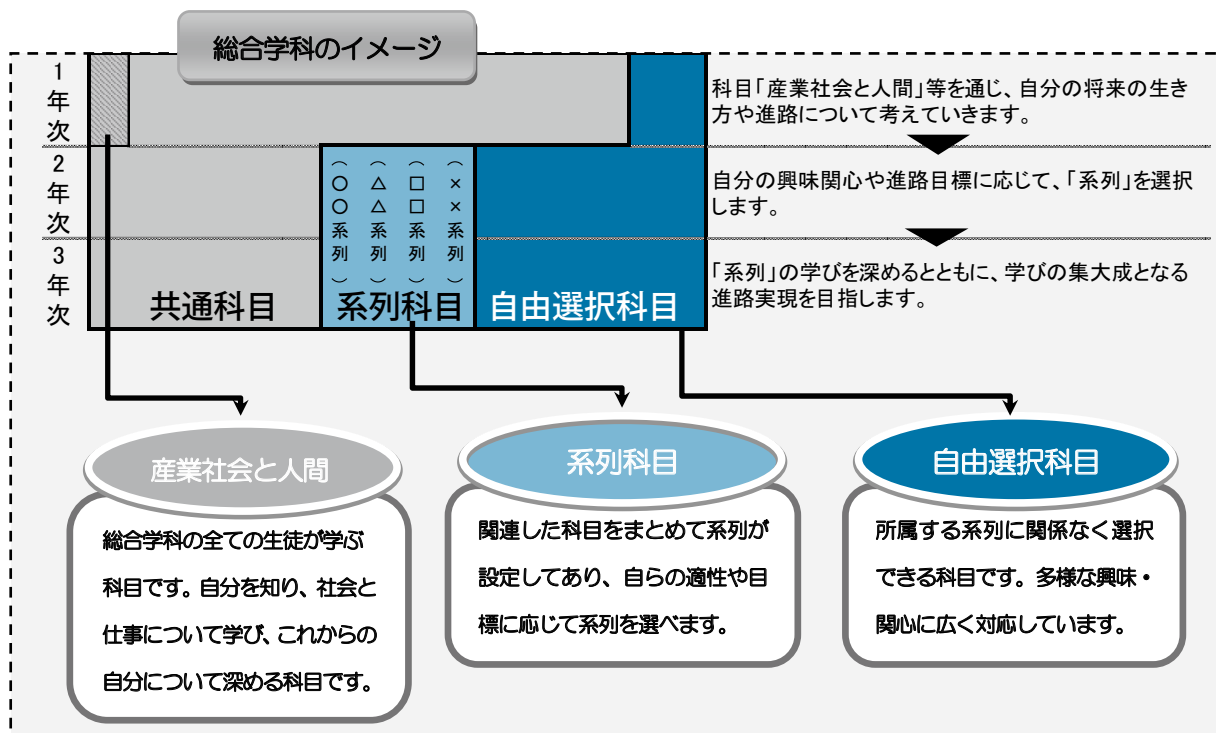 総合学科のイメージ
1年次
科目「産業社会と人間」等を通じ、自分の将来の生き
方や進路について考えていきます。
2年次
(〇〇系列)
(△△系列)
(□□系列)
(××系列)
自分の興味関心や進路目標に応じて、「系列」を選択
します。
3年次
「系列」の学びを深めるとともに、学びの集大成となる
進路実現を目指します。
共通科目
系列科目
自由選択科目
産業社会と人間
総合学科の全ての生徒が学ぶ
科目です。自分を知り、社会と
仕事について学び、これからの
自分について深める科目です。
系列科目
関連した科目をまとめて系列が
設定してあり、自らの適性や目
標に応じて系列を選べます。
自由選択科目
所属する系列に関係なく選択
できる科目です。多様な興味・
関心に広く対応しています。